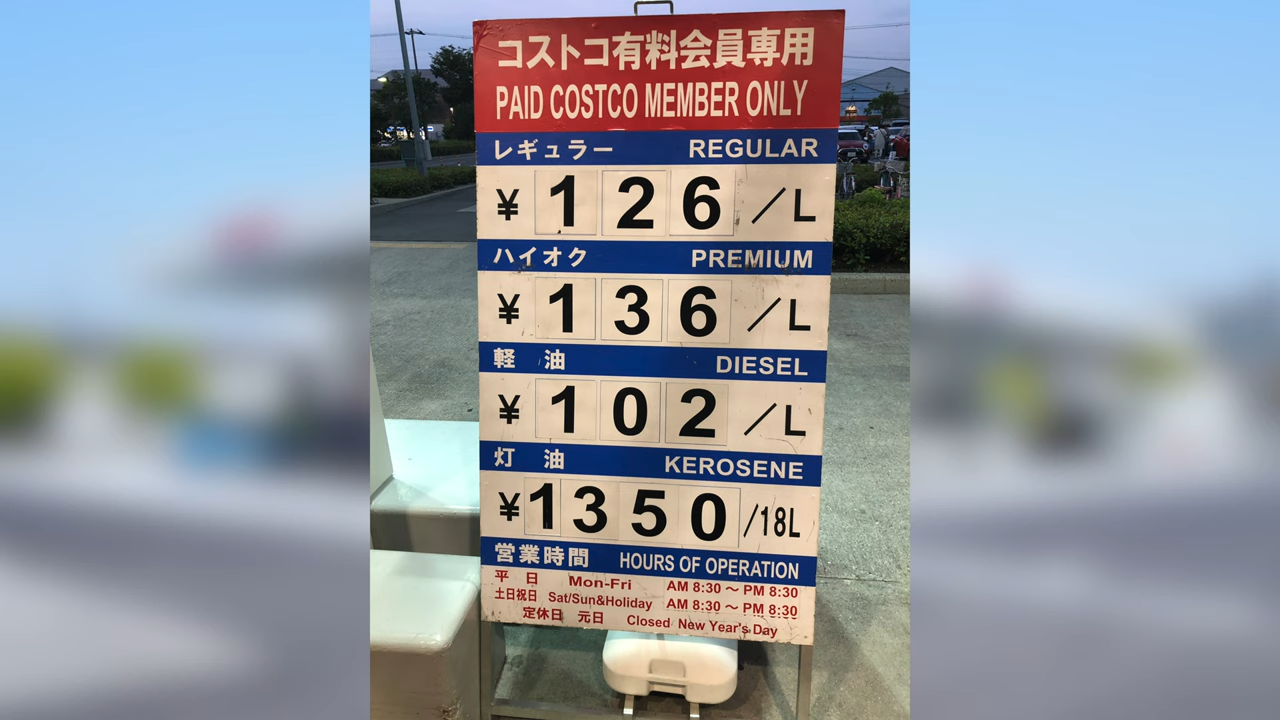 コストコ有料会員専用
PAID COSTCO MEMBER ONLY
レギュラー REGULAR
¥ 126 /L
ハイオク PREMIUM
¥ 136 /L
軽 油 DIESEL
¥ 102 /L
灯 油 KEROSENE
¥ 1350 /18L
営業時間 HOURS OF OPERATION
平 日 Mon-Fri AM 8:30 ～ PM 8:30
土日祝日 Sat/Sun&Holiday AM 8:30 ～ PM 8:30
定休日 元日 Closed New Year's Day